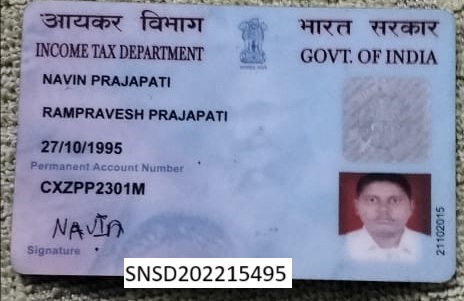 आयकर विभाग
INCOME TAX DEPARTMENT
भारत सरकार
GOVT. OF INDIA
NAVIN PRAJAPATI
RAMPRAVESH PRAJAPATI
27/10/1995
Permanent Account Number
CXZPP2301M
NAVIN
Signature
21102015
SNSD202215495